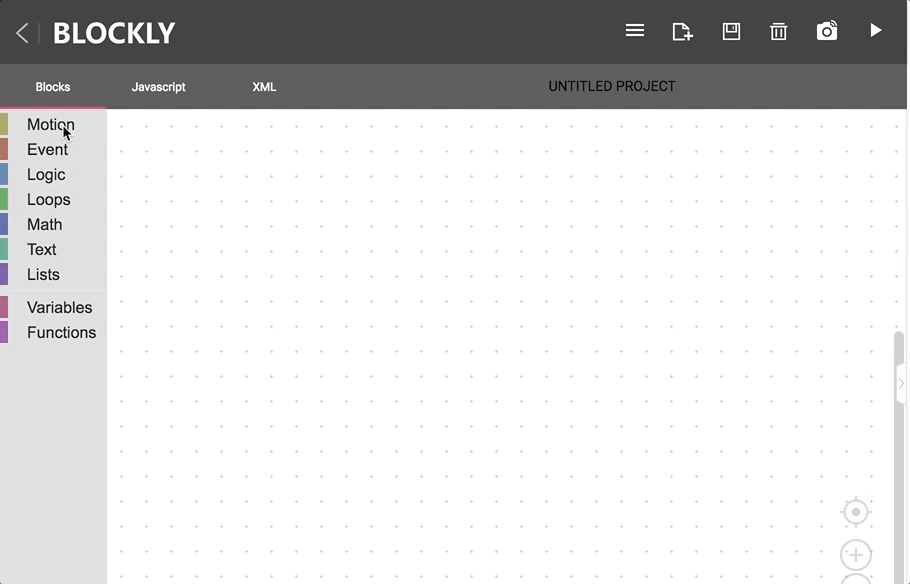 BLOCKLY
Blocks Javascript XML UNTITLED PROJECT
Motion
Event
Logic
Loops
Math
Text
Lists
Variables
Functions